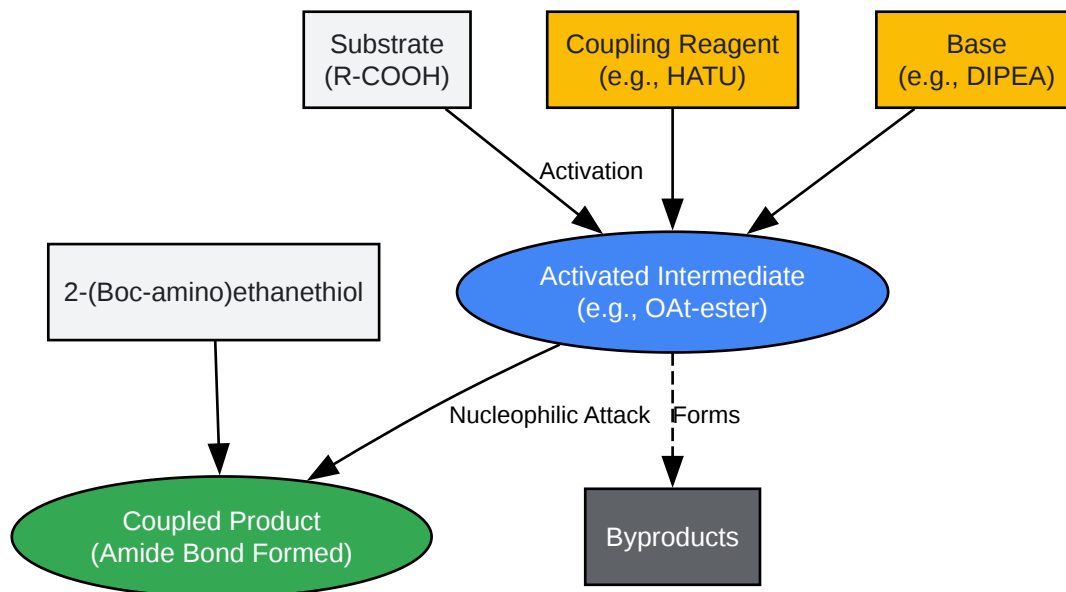 Substrate
(R-COOH)
Coupling Reagent
(e.g., HATU)
Base
(e.g., DIPEA)
Activation
2-(Boc-amino)ethanethiol
Activated Intermediate
(e.g., OAt-ester)
Nucleophilic Attack
Forms
Coupled Product
(Amide Bond Formed)
Byproducts